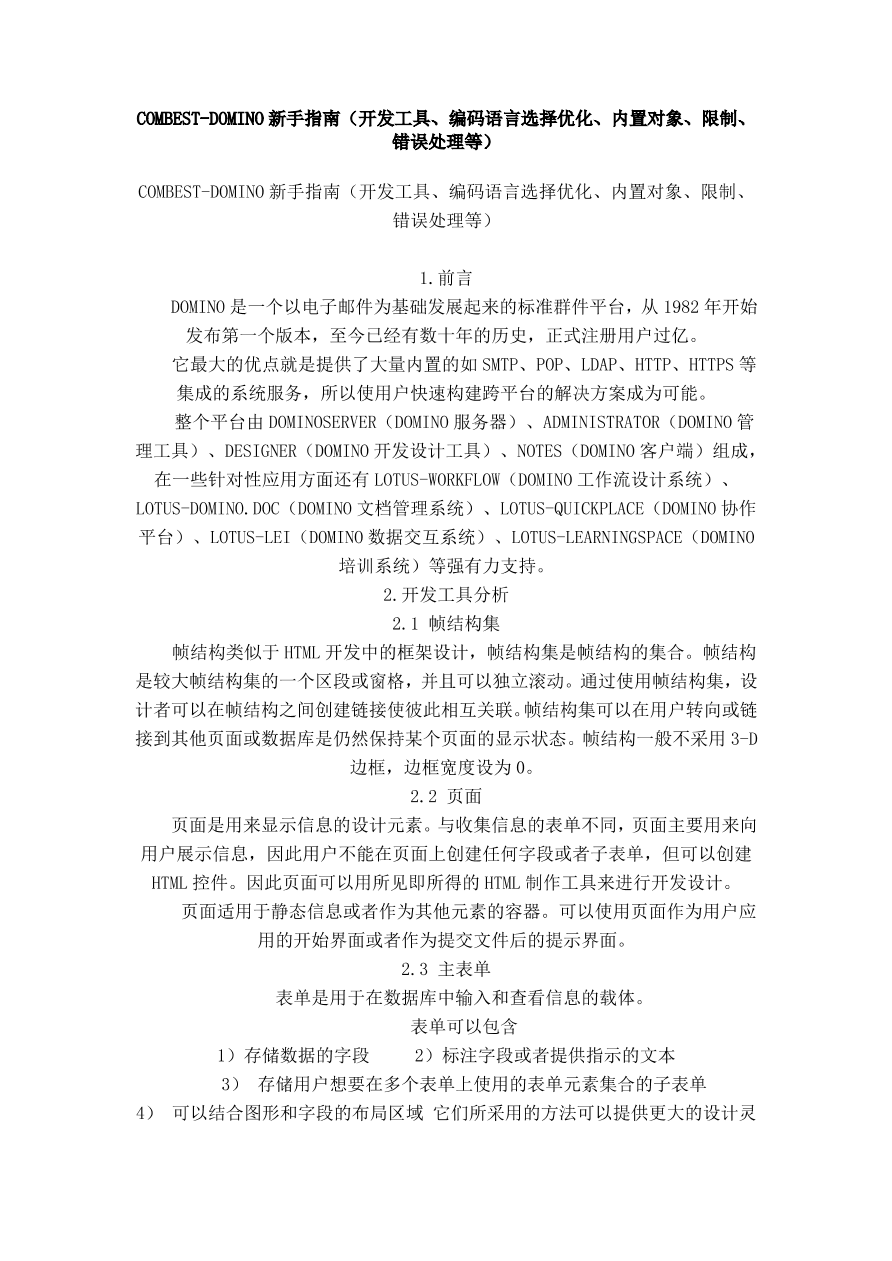 COMBEST-DOMINO 新手指南（开发工具、编码语言选择优化、内置对象、限制、
错误处理等）
COMBEST-DOMINO 新手指南（开发工具、编码语言选择优化、内置对象、限制、
错误处理等）
1.前言
DOMINO 是一个以电子邮件为基础发展起来的标准群件平台，从 1982 年开始
发布第一个版本，至今已经有数十年的历史，正式注册用户过亿。
它最大的优点就是提供了大量内置的如 SMTP、POP、LDAP、HTTP、HTTPS 等
集成的系统服务，所以使用户快速构建跨平台的解决方案成为可能。
整个平台由 DOMINOSERVER（DOMINO 服务器）、ADMINISTRATOR（DOMINO 管
理工具）、DESIGNER（DOMINO 开发设计工具）、NOTES（DOMINO 客户端）组成，
在一些针对性应用方面还有 LOTUS-WORKFLOW（DOMINO 工作流设计系统）、
LOTUS-DOMINO.DOC（DOMINO 文档管理系统）、LOTUS-QUICKPLACE（DOMINO 协作
平台）、LOTUS-LEI（DOMINO 数据交互系统）、LOTUS-LEARNINGSPACE（DOMINO
培训系统）等强有力支持。
2.开发工具分析
2.1 帧结构集
帧结构类似于 HTML 开发中的框架设计，帧结构集是帧结构的集合。帧结构
是较大帧结构集的一个区段或窗格，并且可以独立滚动。通过使用帧结构集，设
计者可以在帧结构之间创建链接使彼此相互关联。帧结构集可以在用户转向或链
接到其他页面或数据库是仍然保持某个页面的显示状态。帧结构一般不采用 3-D
边框，边框宽度设为 0。
2.2 页面
页面是用来显示信息的设计元素。与收集信息的表单不同，页面主要用来向
用户展示信息，因此用户不能在页面上创建任何字段或者子表单，但可以创建
HTML 控件。因此页面可以用所见即所得的 HTML 制作工具来进行开发设计。
页面适用于静态信息或者作为其他元素的容器。可以使用页面作为用户应
用的开始界面或者作为提交文件后的提示界面。
2.3 主表单
表单是用于在数据库中输入和查看信息的载体。
表单可以包含
1）存储数据的字段 2）标注字段或者提供指示的文本
3） 存储用户想要在多个表单上使用的表单元素集合的子表单
4） 可以结合图形和字段的布局区域 它们所采用的方法可以提供更大的设计灵